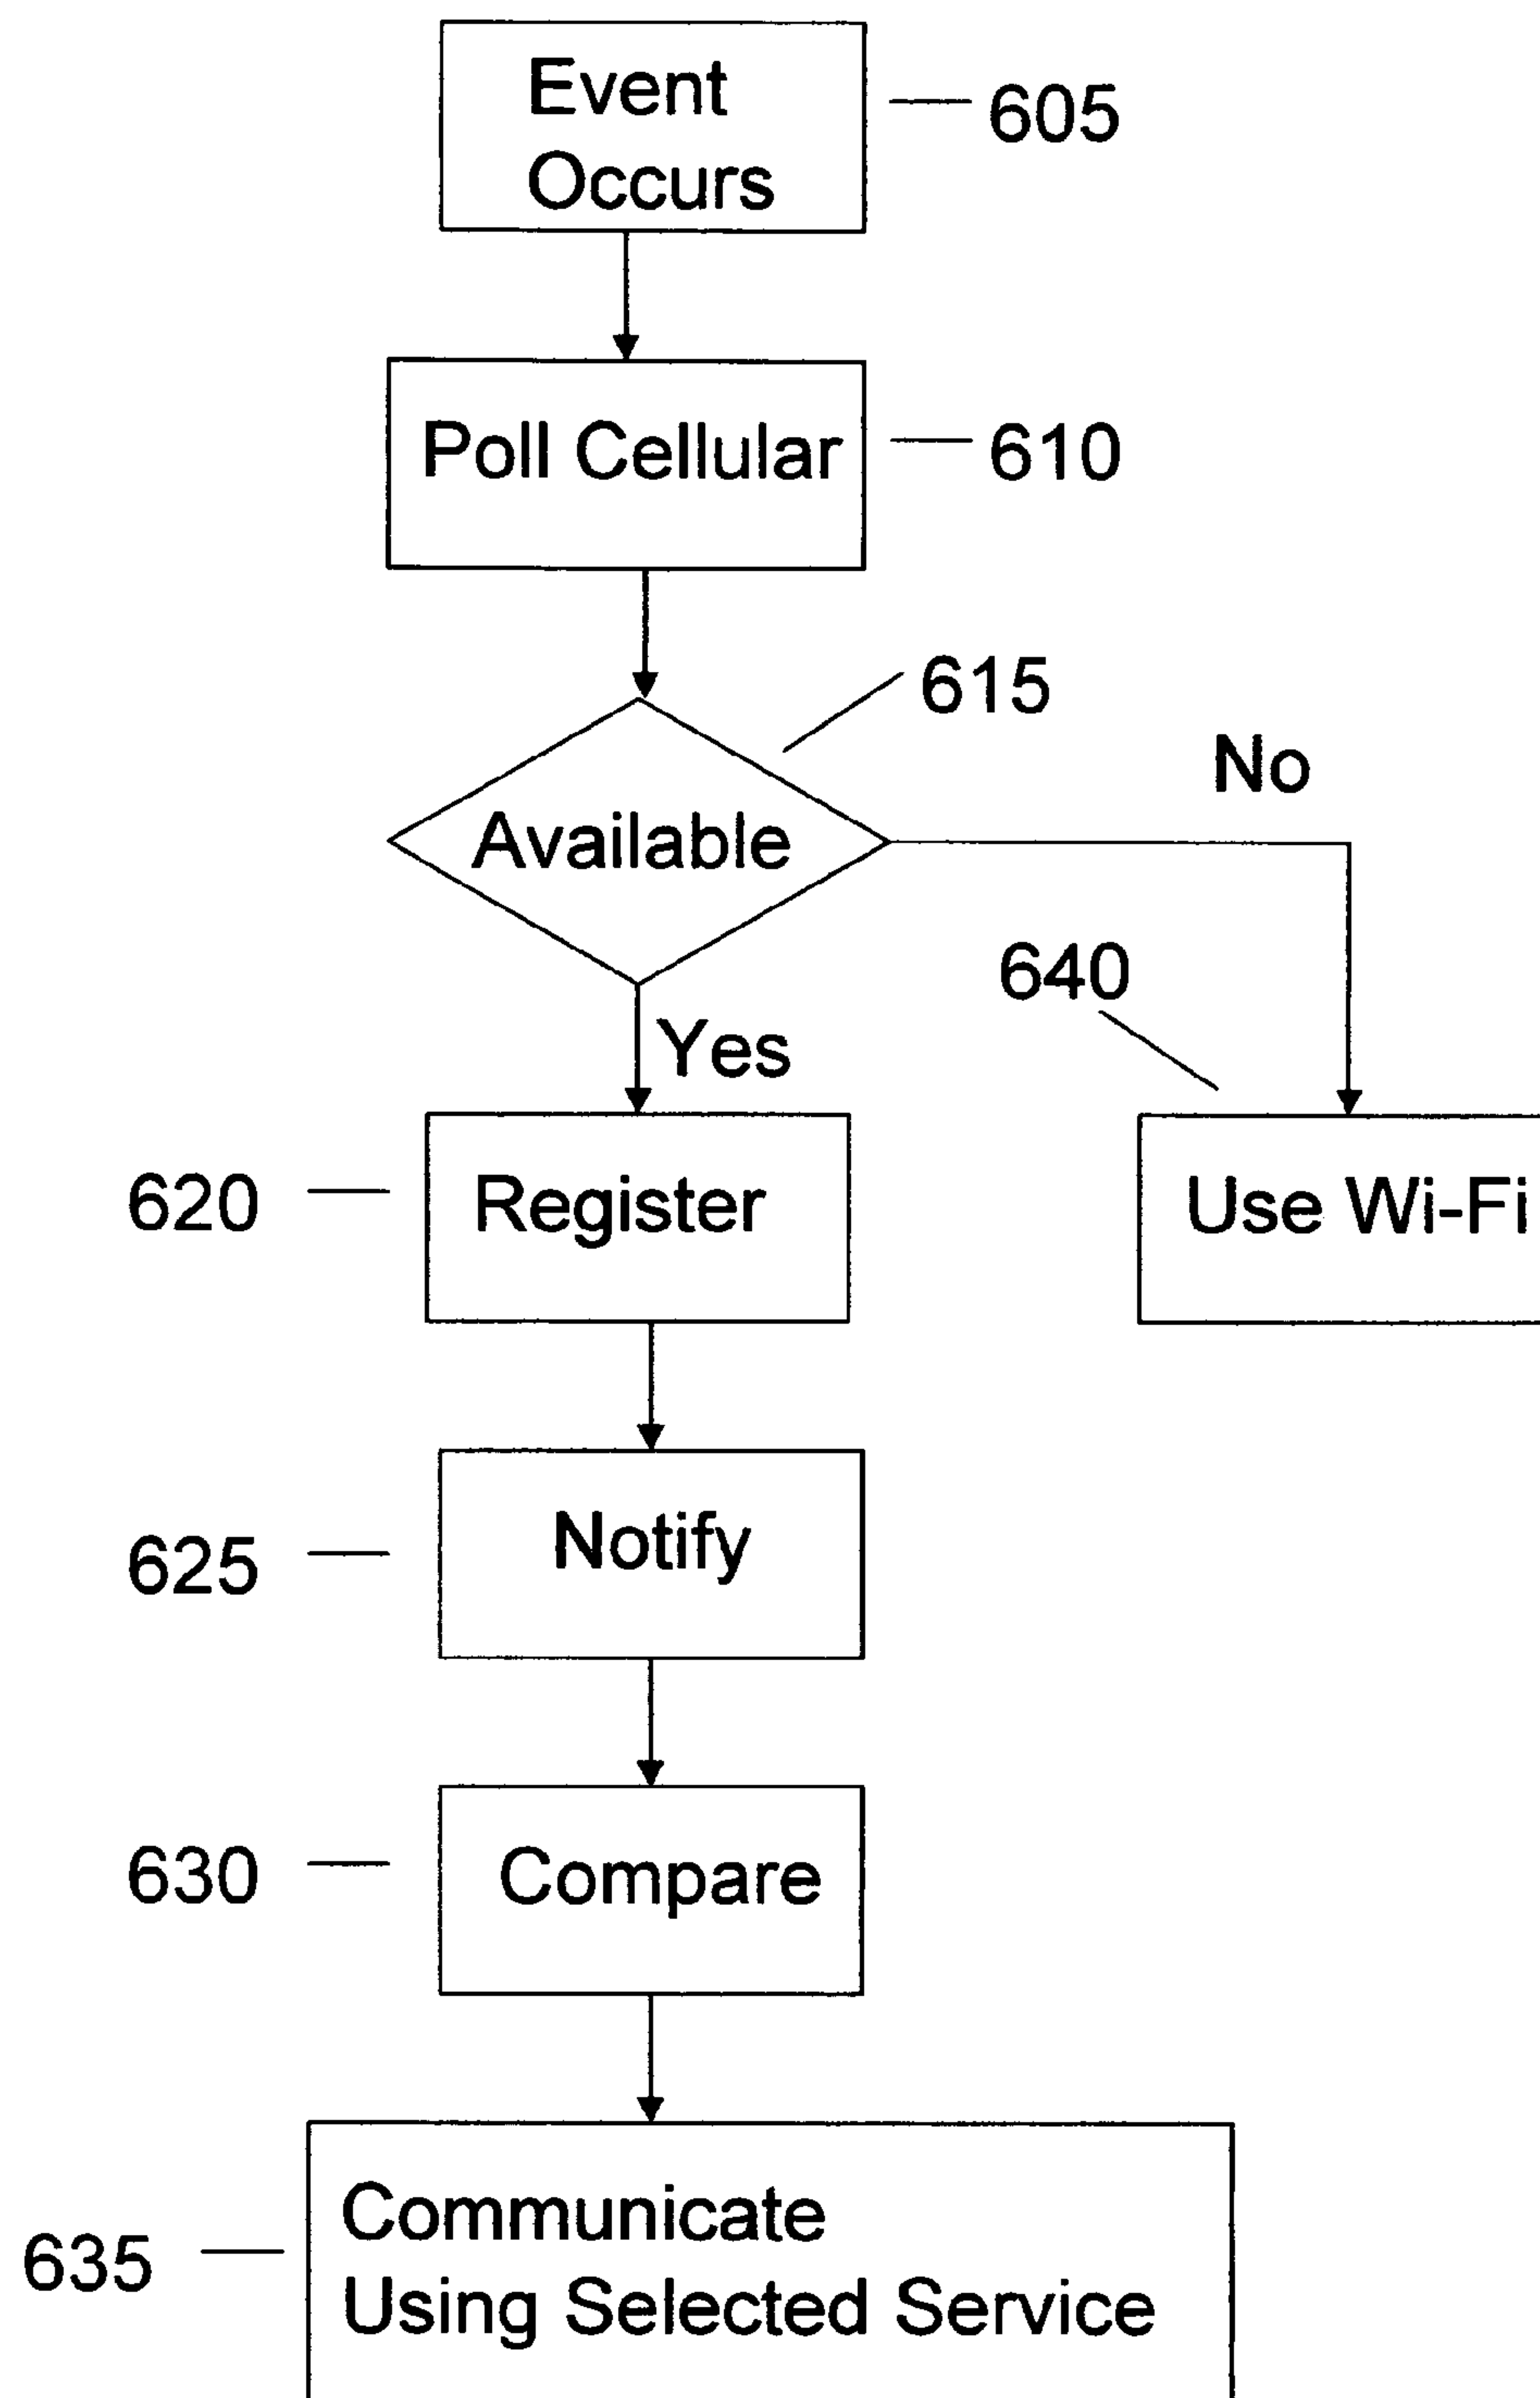 Event
Occurs
605
Poll Cellular
610
615
Available
No
640
Yes
620
Register
Use Wi-Fi
625
Notify
630
Compare
635
Communicate
Using Selected Service